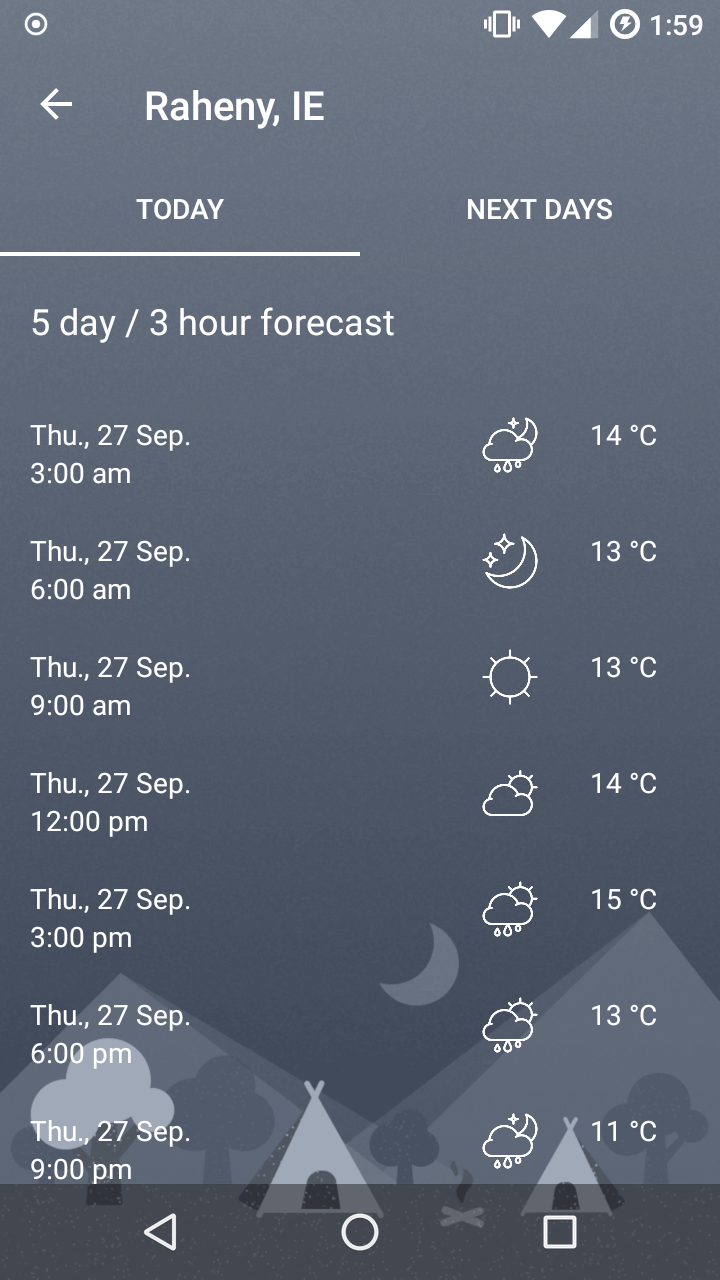 1:59
Raheny, IE
TODAY
NEXT DAYS
5 day / 3 hour forecast
Thu., 27 Sep.
3:00 am
14 °C
Thu., 27 Sep.
6:00 am
13 °C
Thu., 27 Sep.
9:00 am
13 °C
Thu., 27 Sep.
12:00 pm
14 °C
Thu., 27 Sep.
3:00 pm
15 °C
Thu., 27 Sep.
6:00 pm
13 °C
Thu., 27 Sep.
9:00 pm
11 °C